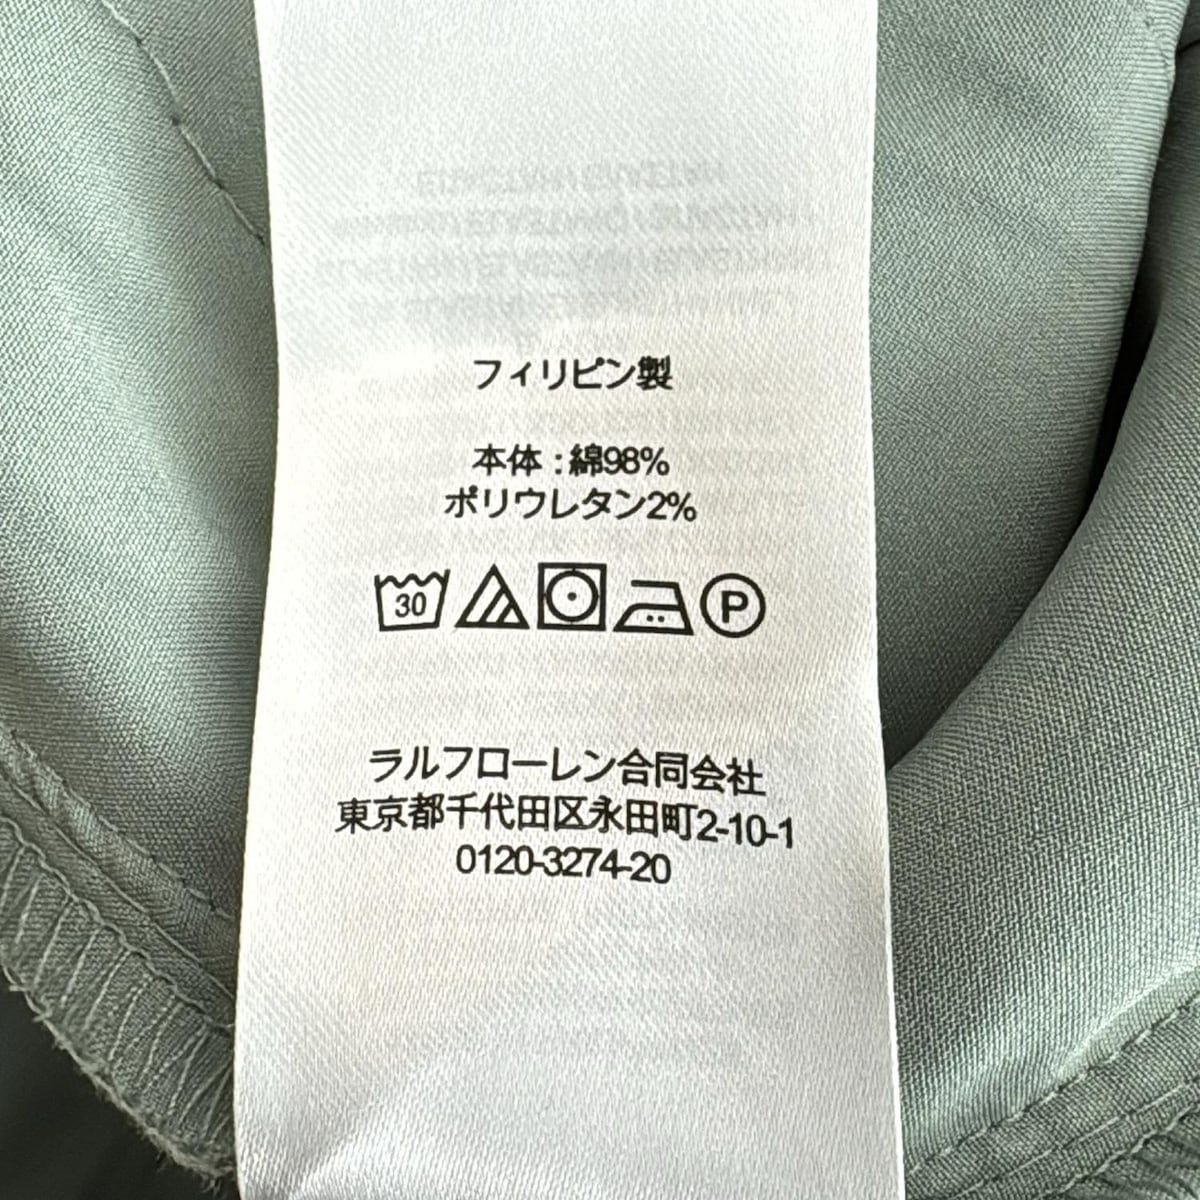 フィリピン製
本体 : 綿98%
ポリウレタン2%
30
P
ラルフローレン合同会社
東京都千代田区永田町2-10-1
0120-3274-20